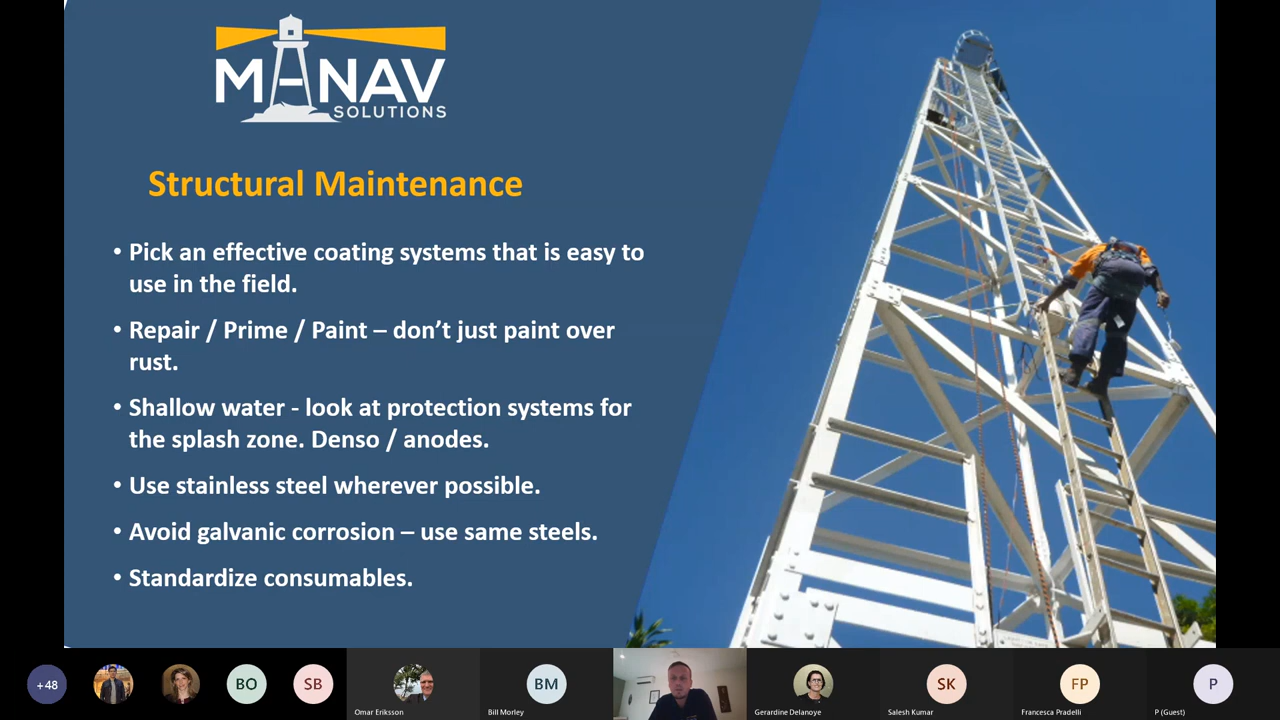 MANAV
SOLUTIONS
Structural Maintenance
• Pick an effective coating systems that is easy to
use in the field.
• Repair / Prime / Paint – don’t just paint over
rust.
• Shallow water - look at protection systems for
the splash zone. Denso / anodes.
• Use stainless steel wherever possible.
• Avoid galvanic corrosion – use same steels.
• Standardize consumables.
+48
BO
SB
Omar Eriksson
BM
Bill Morley
Gerardine Delanoye
SK
Salesh Kumar
FP
Francesca Pradelli
P
P (Guest)